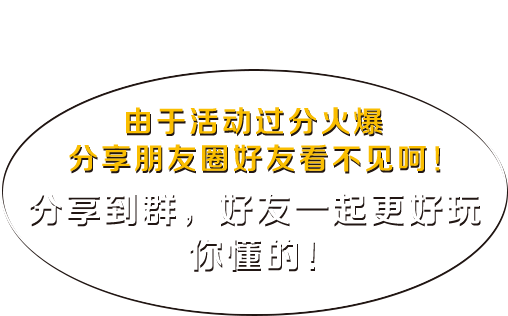 由于活动过分火爆
分享朋友圈好友看不见呵！
分享到群，好友一起更好玩
你懂的！